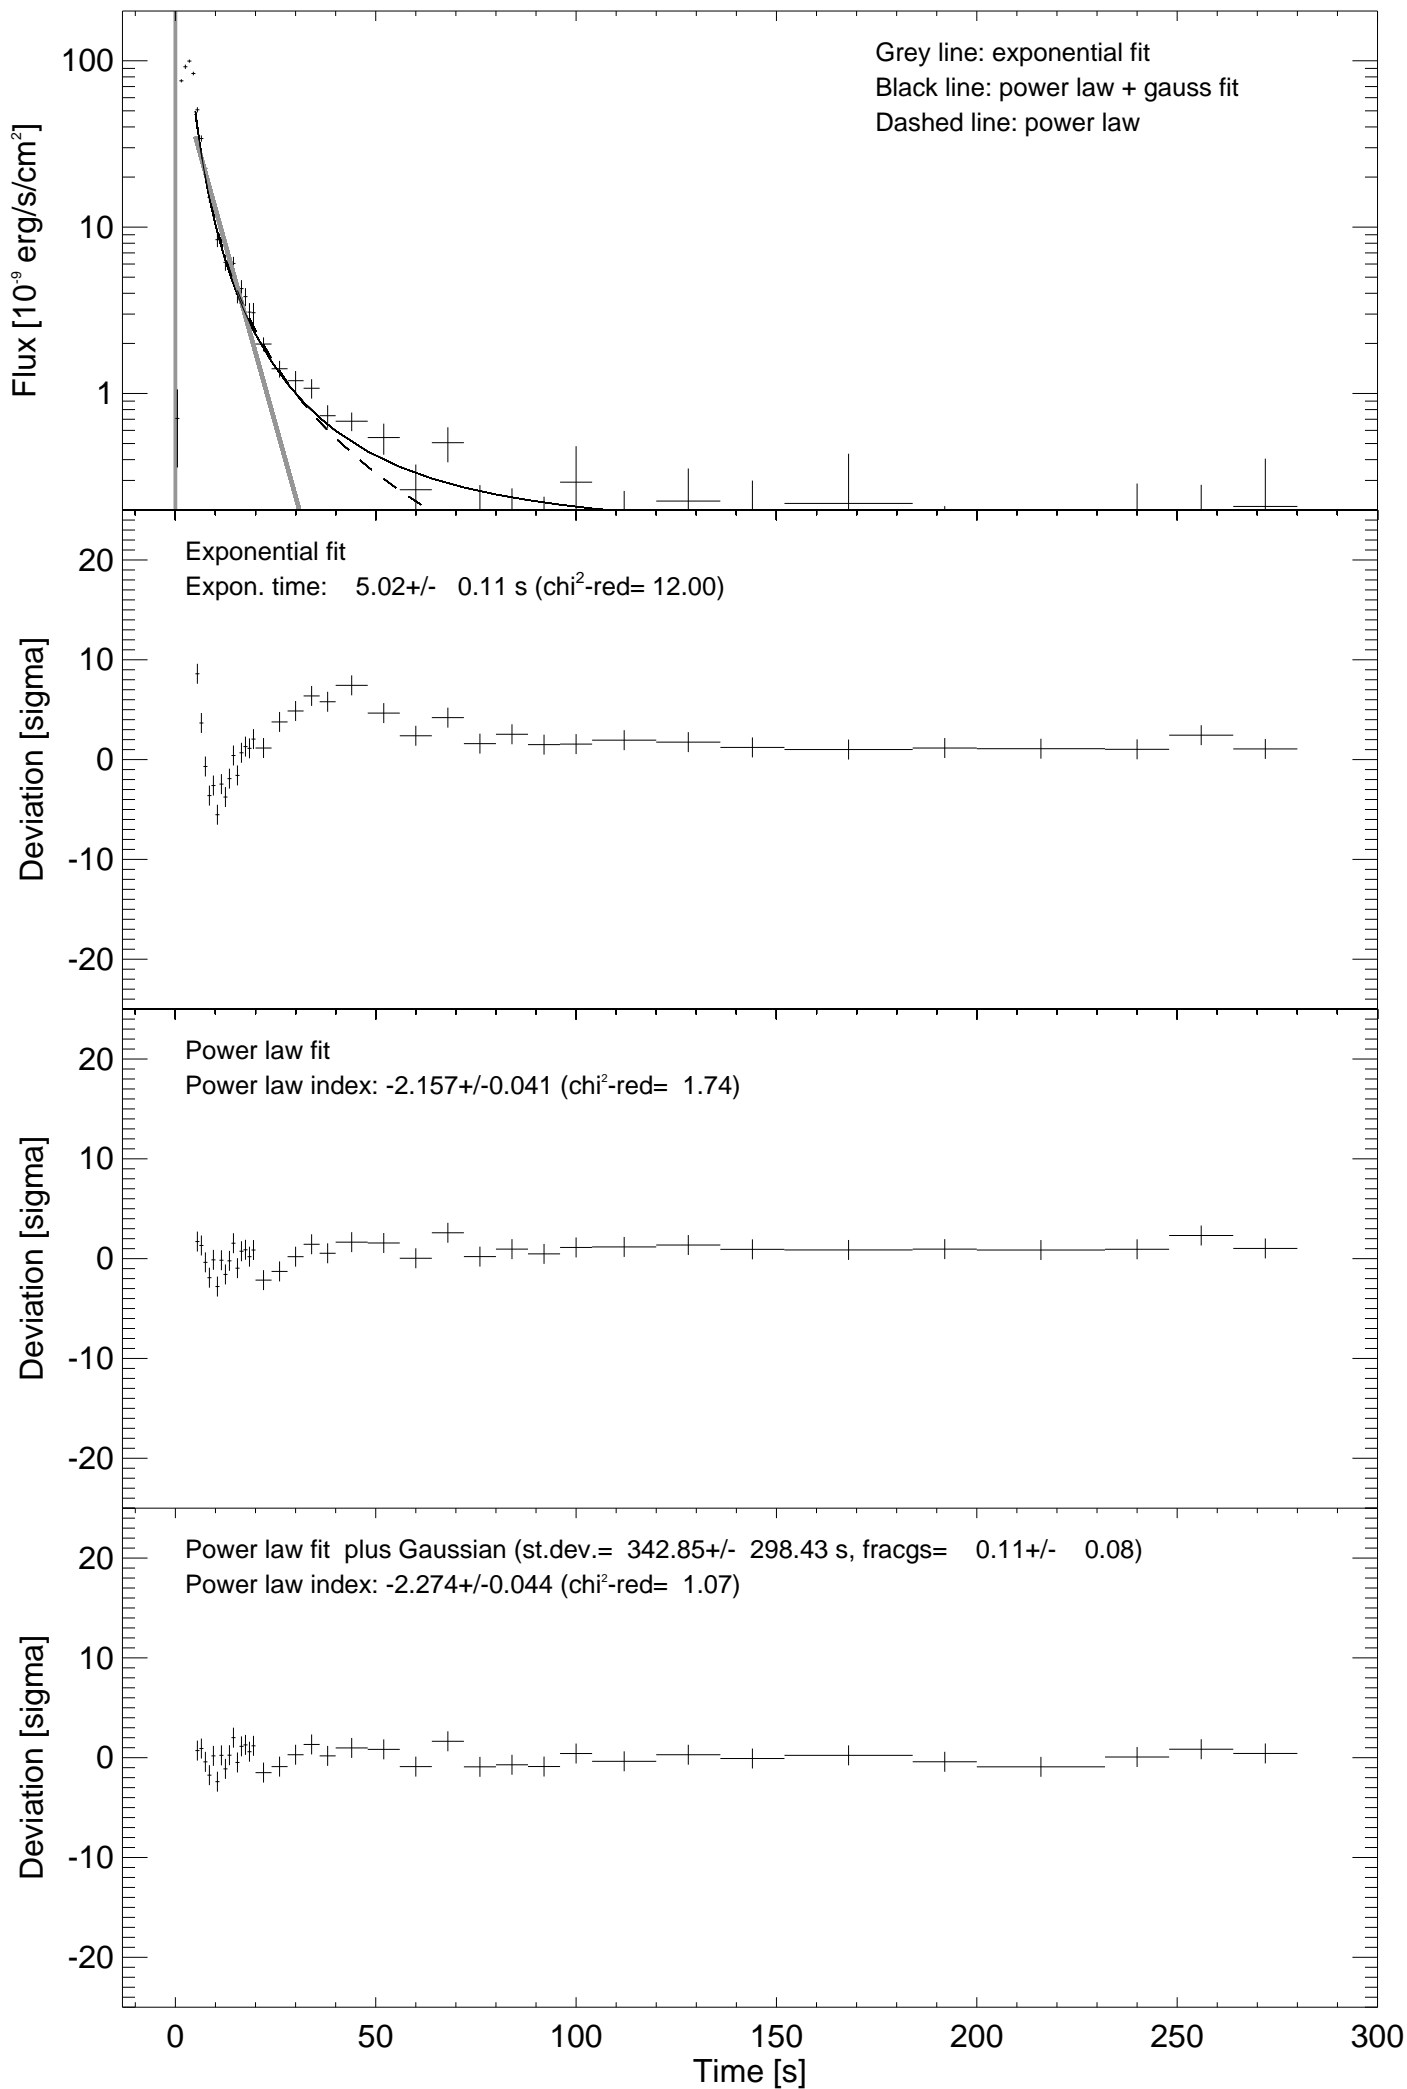 Grey line: exponential fit
Black line: power law + gauss fit
Dashed line: power law
100
10
1
Flux [10⁻⁹ erg/s/cm²]
Exponential fit
Expon. time: 5.02+/- 0.11 s (chi²-red= 12.00)
20
10
0
-10
-20
Deviation [sigma]
Power law fit
Power law index: -2.157+/-0.041 (chi²-red= 1.74)
20
10
0
-10
-20
Deviation [sigma]
Power law fit plus Gaussian (st.dev.= 342.85+/- 298.43 s, fracgs= 0.11+/- 0.08)
Power law index: -2.274+/-0.044 (chi²-red= 1.07)
20
10
0
-10
-20
Deviation [sigma]
0 50 100 150 200 250 300
Time [s]